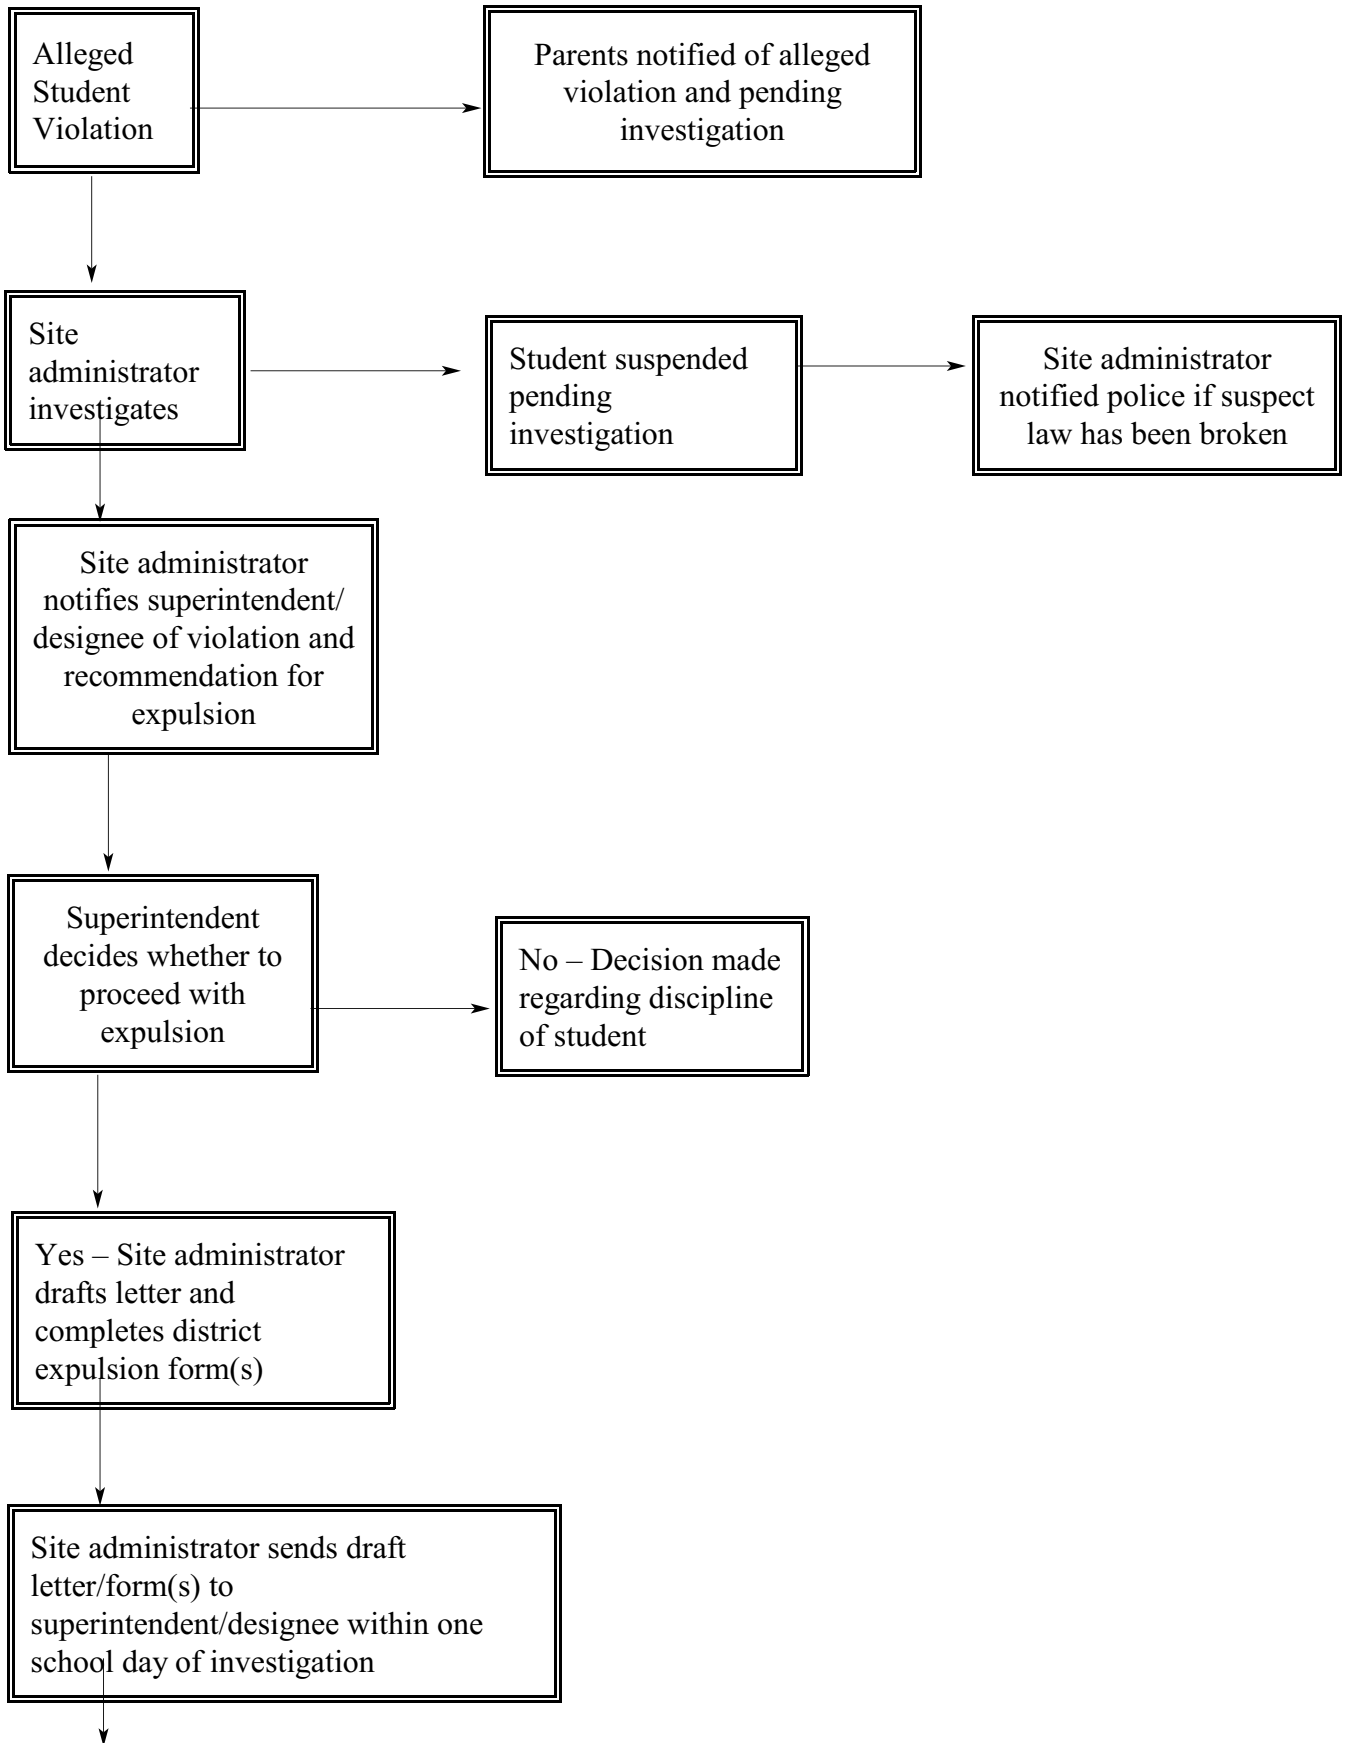 Alleged
Student
Violation
Parents notified of alleged
violation and pending
investigation
Site
administrator
investigates
Student suspended
pending
investigation
Site administrator
notified police if suspect
law has been broken
Site administrator
notifies superintendent/
designee of violation and
recommendation for
expulsion
Superintendent
decides whether to
proceed with
expulsion
No – Decision made
regarding discipline
of student
Yes – Site administrator
drafts letter and
completes district
expulsion form(s)
Site administrator sends draft
letter/form(s) to
superintendent/designee within one
school day of investigation